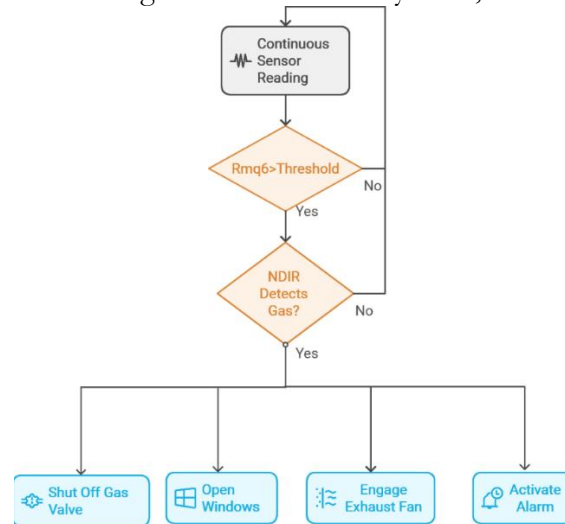 Continuous
Sensor
Reading
Rmq6>Threshold
No
Yes
NDIR
Detects
Gas?
No
Yes
Shut Off Gas
Valve
Open
Windows
Engage
Exhaust Fan
Activate
Alarm